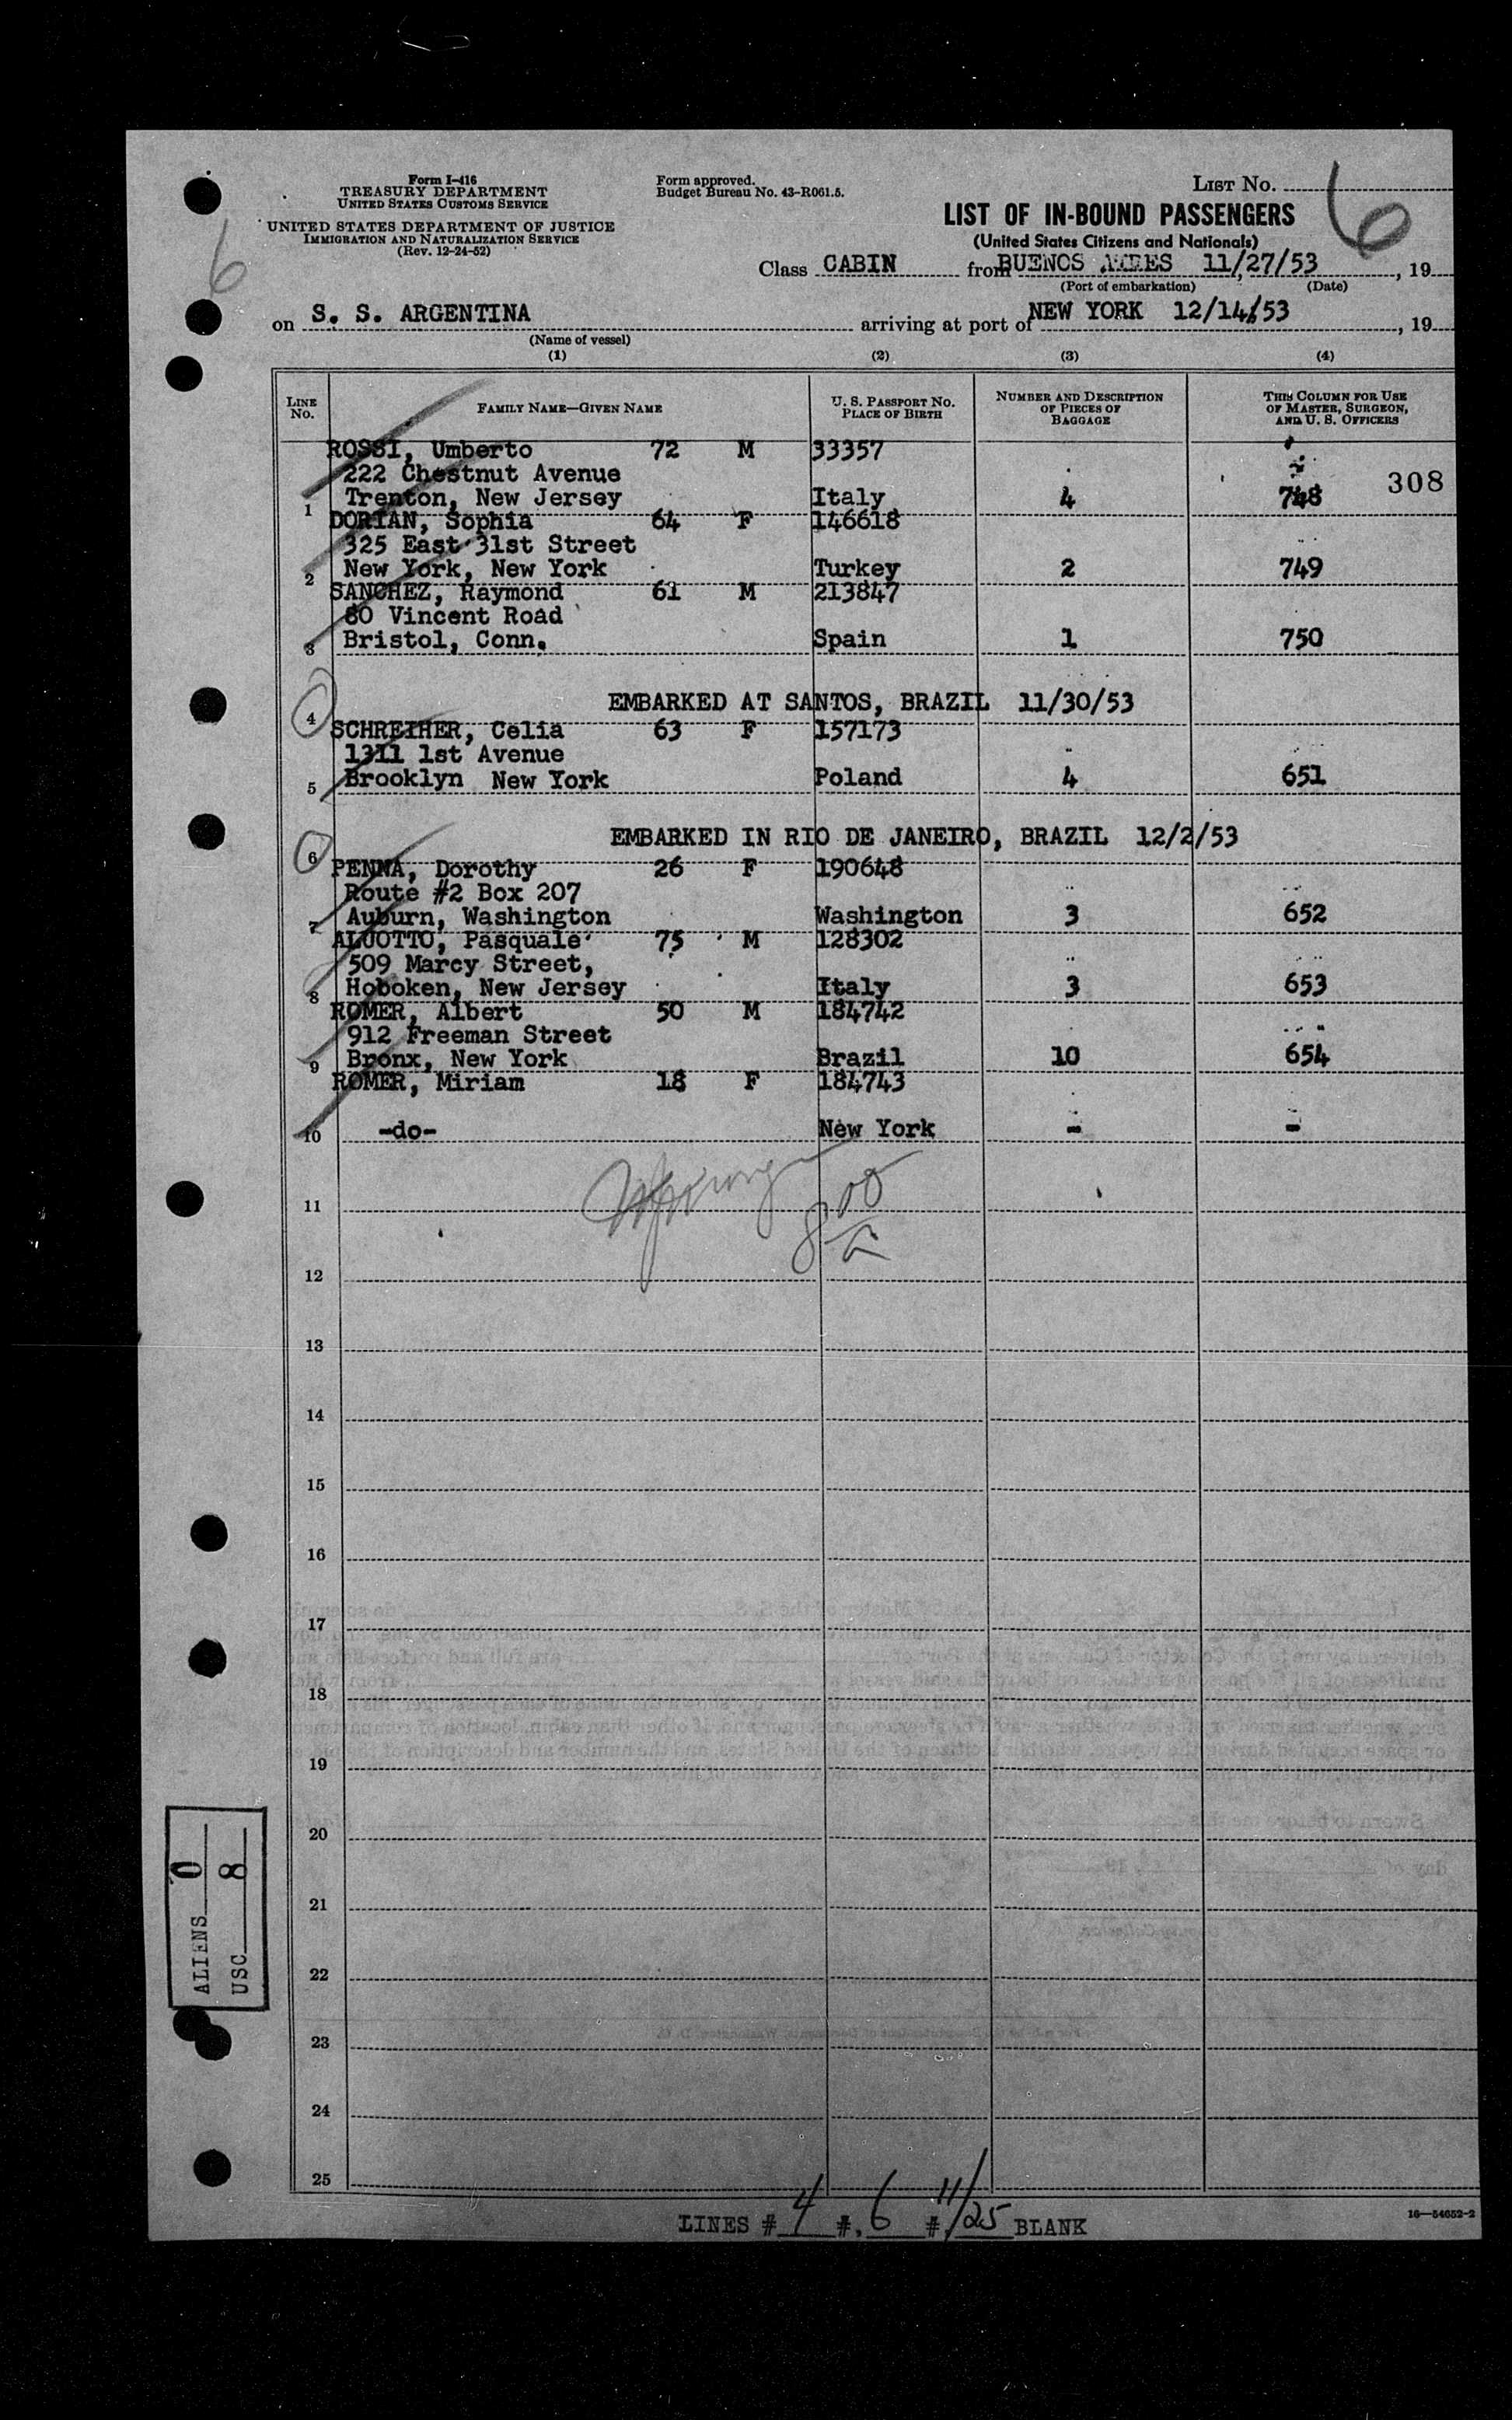 Form I-416
TREASURY DEPARTMENT
UNITED STATES CUSTOMS SERVICE
UNITED STATES DEPARTMENT OF JUSTICE
IMMIGRATION AND NATURALIZATION SERVICE
(Rev. 12-24-52)
Form approved.
Budget Bureau No. 43-R061.5.
LIST NO. 6
6
LIST OF IN-BOUND PASSENGERS
(United States Citizens and Nationals)
Class CABIN from BUENOS AIRES 11/27/53, 19
(Port of embarkation) (Date)
on S. S. ARGENTINA arriving at port of NEW YORK 12/14/53, 19
(Name of vessel)
(1) (2) (3) (4)
LINE NO. FAMILY NAME—GIVEN NAME U. S. PASSPORT NO. PLACE OF BIRTH NUMBER AND DESCRIPTION OF PIECES OF BAGGAGE THIS COLUMN FOR USE OF MASTER, SURGEON, AND U. S. OFFICERS
ROSSI, Umberto 72 M 33357
222 Chestnut Avenue 308
1 Trenton, New Jersey Italy 4 748
DORIAN, Sophia 64 F 146618
325 East 31st Street
2 New York, New York Turkey 2 749
SANCHEZ, Raymond 61 M 213847
80 Vincent Road
3 Bristol, Conn. Spain 1 750
4 EMBARKED AT SANTOS, BRAZIL 11/30/53
SCHREIHER, Celia 63 F 157173
1311 1st Avenue
5 Brooklyn New York Poland 4 651
6 EMBARKED IN RIO DE JANEIRO, BRAZIL 12/2/53
PENNA, Dorothy 26 F 190648
Route #2 Box 207
7 Auburn, Washington Washington 3 652
ALUOTTO, Pasquale 75 M 128302
509 Marcy Street,
8 Hoboken, New Jersey Italy 3 653
ROMER, Albert 50 M 184742
912 Freeman Street
9 Bronx, New York Brazil 10 654
ROMER, Miriam 18 F 184743
10 -do- New York - -
11
12
13
14
15
16
17
18
19
20
21
22
23
24
25
ALIENS 0
USC 8
LINES # 4 #, 6 # 11/25 BLANK
16—54652-2